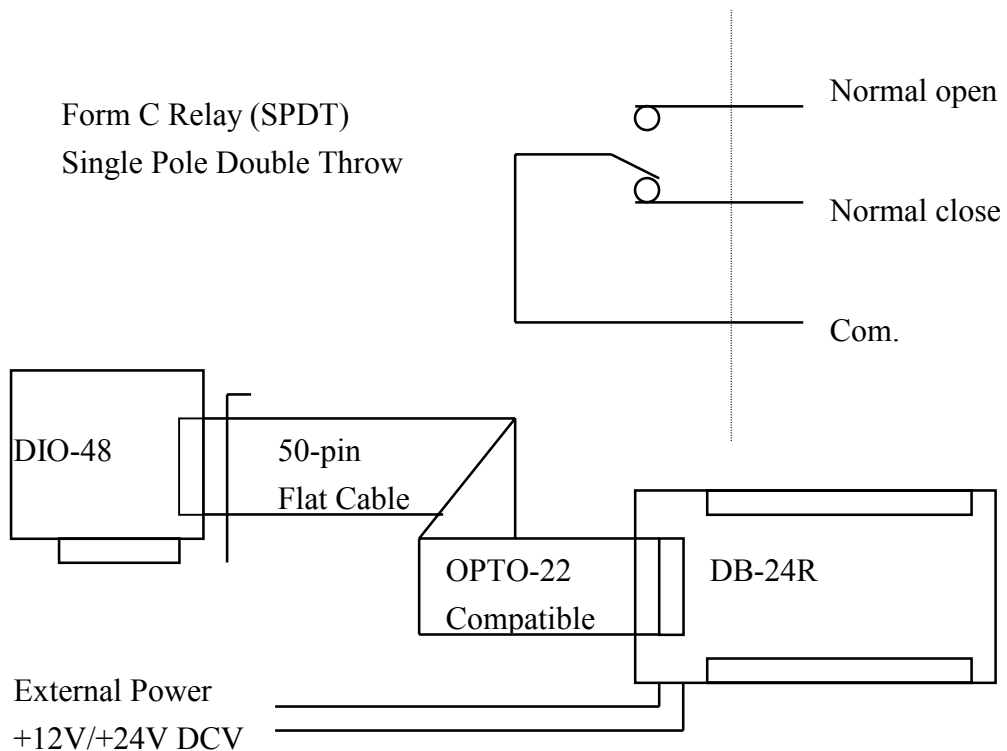 Form C Relay (SPDT)
Single Pole Double Throw
Normal open
Normal close
Com.
DIO-48
50-pin
Flat Cable
OPTO-22
Compatible
DB-24R
External Power
+12V/+24V DCV